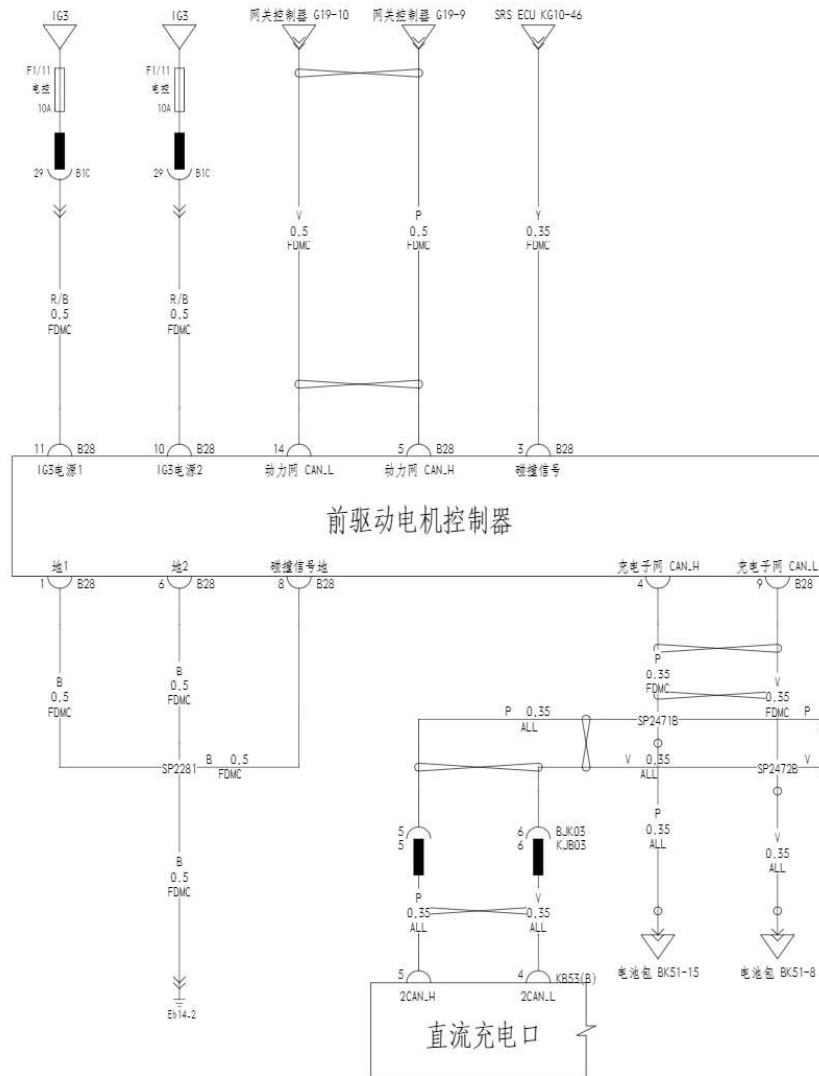 IG3 IG3 网关控制器 G19-10 网关控制器 G19-9 SRS ECU KG10-46
F1/11 F1/11
电控 电控
10A 10A
29 B1C 29 B1C
V P Y
0.5 0.5 0.35
FDMC FDMC FDMC
R/B R/B
0.5 0.5
FDMC FDMC
11 B28 10 B28 14 5 B28 3 B28
IG3电源1 IG3电源2 动力网 CAN_L 动力网 CAN_H 碰撞信号
前驱动电机控制器
地1 地2 碰撞信号地 充电子网 CAN_H 充电子网 CAN_L
1 B28 6 B28 8 B28 4 9 B28
P
0.35
FDMC
V
0.35
FDMC
B
0.5
FDMC
B
0.5
FDMC
P 0.35
ALL
SP2471B
P
SP2281
B 0.5
FDMC
V 0.35
ALL
SP2472B
V
5 6 BJK03
5 6 KJB03
P
0.35
ALL
V
0.35
ALL
B
0.5
FDMC
P
0.35
ALL
V
0.35
ALL
电池包 BK51-15 电池包 BK51-8
5 4 KB53(B)
2CAN_H 2CAN_L
Eb14-2
直流充电口